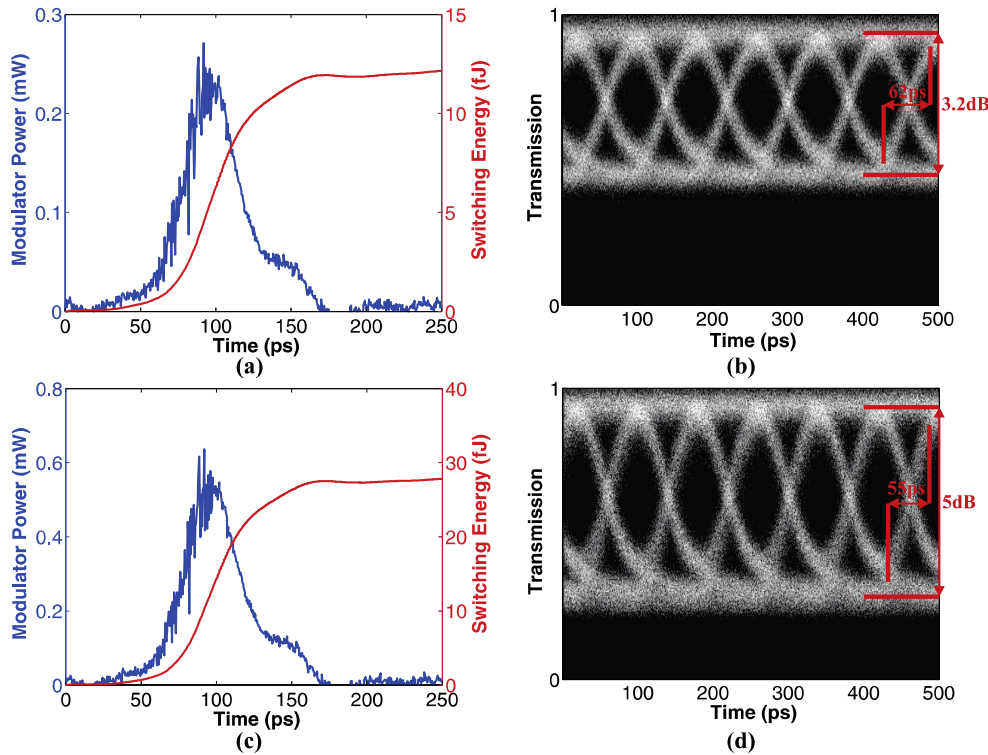 0.3
0.2
0.1
0
Modulator Power (mW)
15
10
5
0
Switching Energy (fJ)
0 50 100 150 200 250
Time (ps)
(a)
1
0
Transmission
62ps
3.2dB
100 200 300 400 500
Time (ps)
(b)
0.8
0.6
0.4
0.2
0
Modulator Power (mW)
40
30
20
10
0
Switching Energy (fJ)
0 50 100 150 200 250
Time (ps)
(c)
1
0
Transmission
55ps
5dB
100 200 300 400 500
Time (ps)
(d)